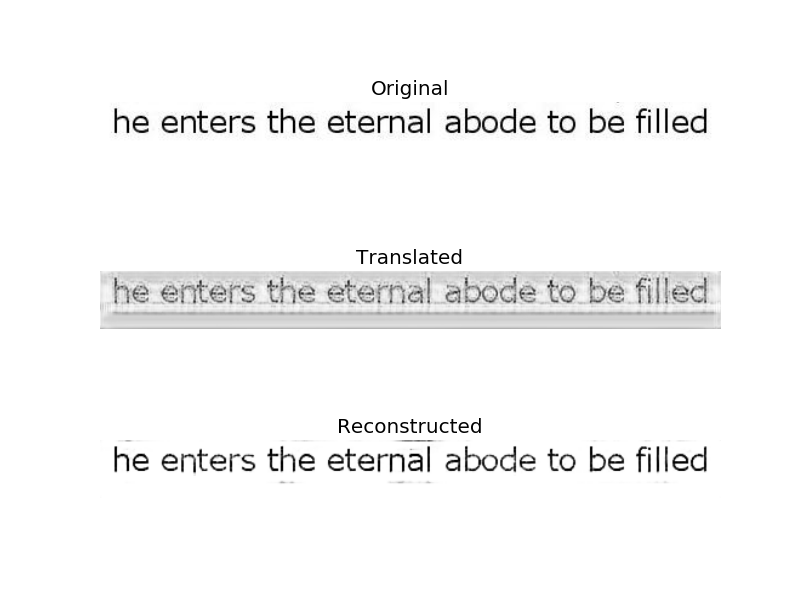 Original
he enters the eternal abode to be filled
Translated
he enters the eternal abode to be filled
Reconstructed
he enters the eternal abode to be filled